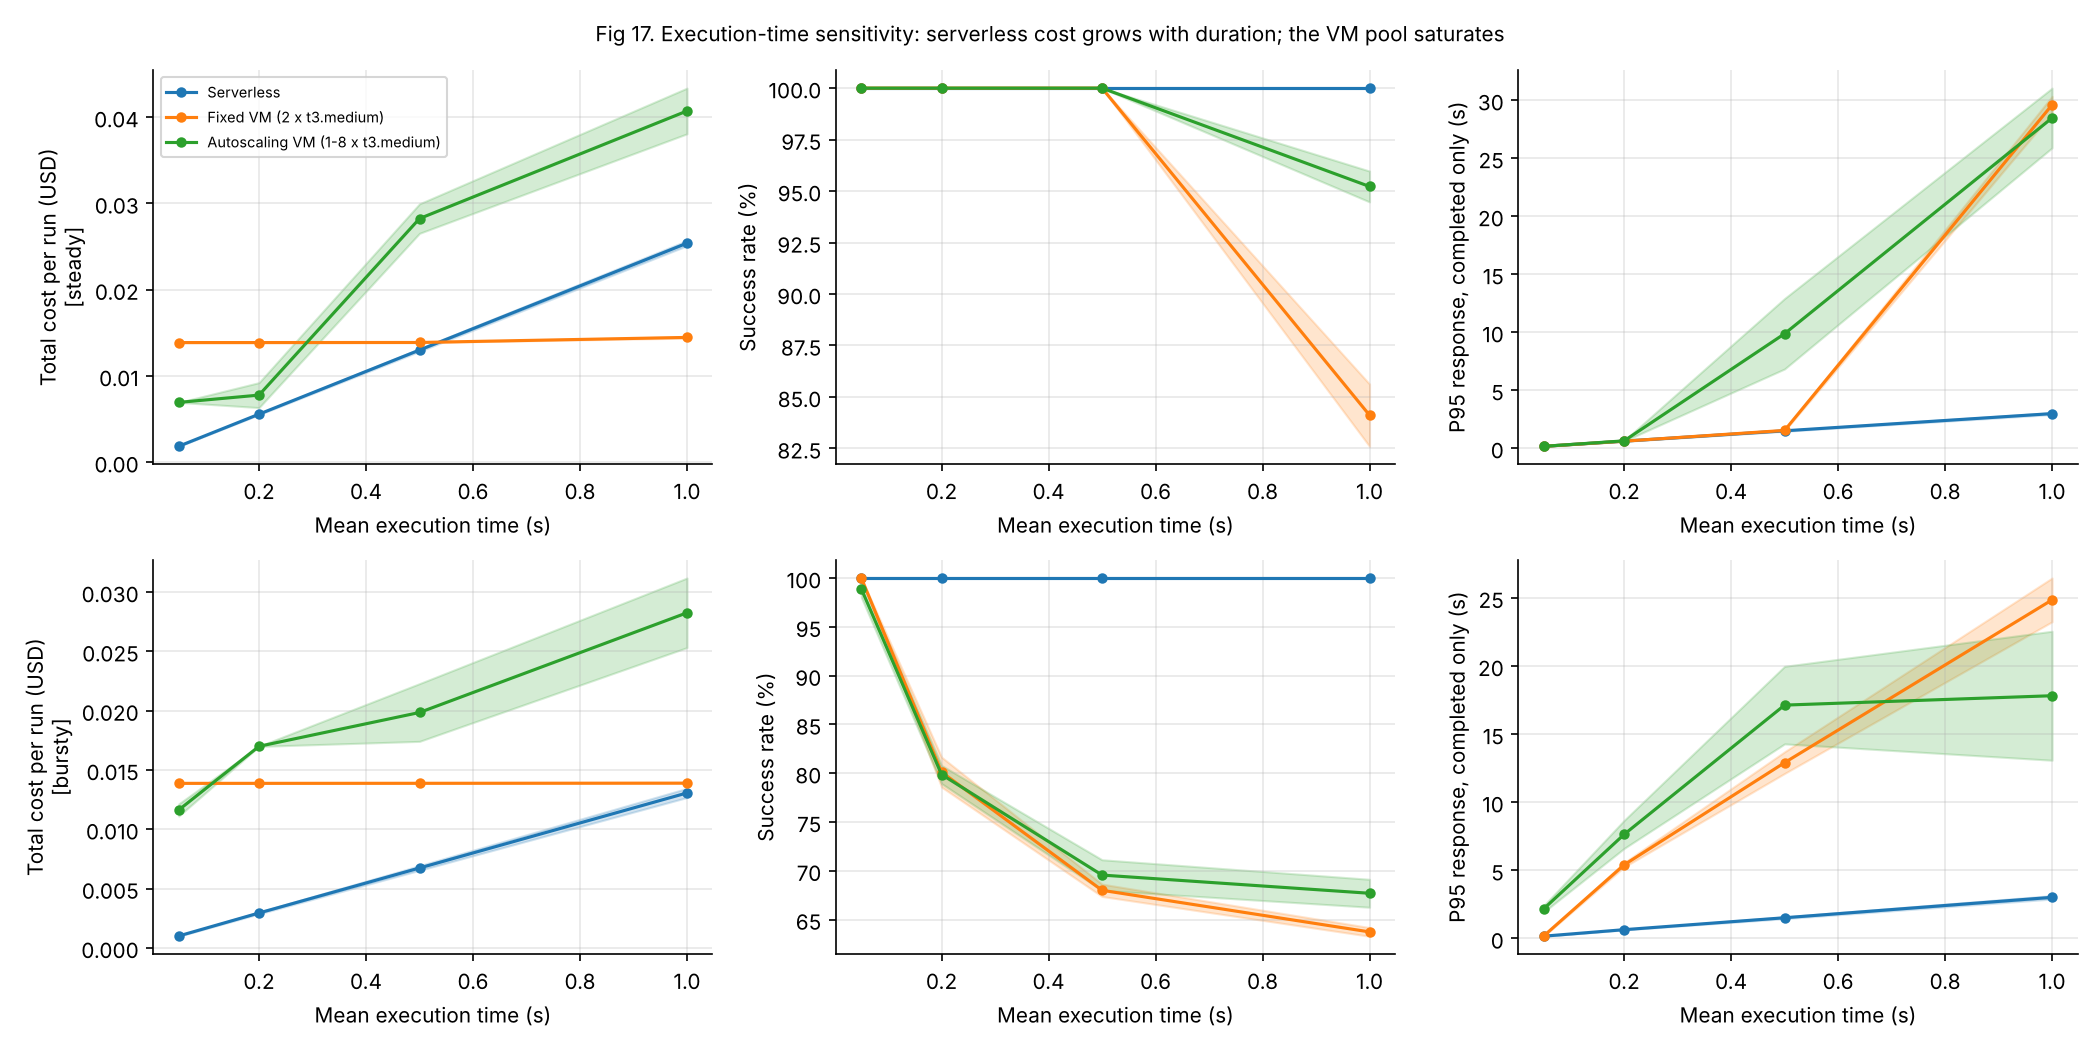 Fig 17. Execution-time sensitivity: serverless cost grows with duration; the VM pool saturates
Total cost per run (USD)
[steady]
0.04
0.03
0.02
0.01
0.00
Serverless
Fixed VM (2 x t3.medium)
Autoscaling VM (1-8 x t3.medium)
0.2 0.4 0.6 0.8 1.0
Mean execution time (s)
Success rate (%)
100.0
97.5
95.0
92.5
90.0
87.5
85.0
82.5
0.2 0.4 0.6 0.8 1.0
Mean execution time (s)
P95 response, completed only (s)
30
25
20
15
10
5
0
0.2 0.4 0.6 0.8 1.0
Mean execution time (s)
Total cost per run (USD)
[bursty]
0.030
0.025
0.020
0.015
0.010
0.005
0.000
0.2 0.4 0.6 0.8 1.0
Mean execution time (s)
Success rate (%)
100
95
90
85
80
75
70
65
0.2 0.4 0.6 0.8 1.0
Mean execution time (s)
P95 response, completed only (s)
25
20
15
10
5
0
0.2 0.4 0.6 0.8 1.0
Mean execution time (s)